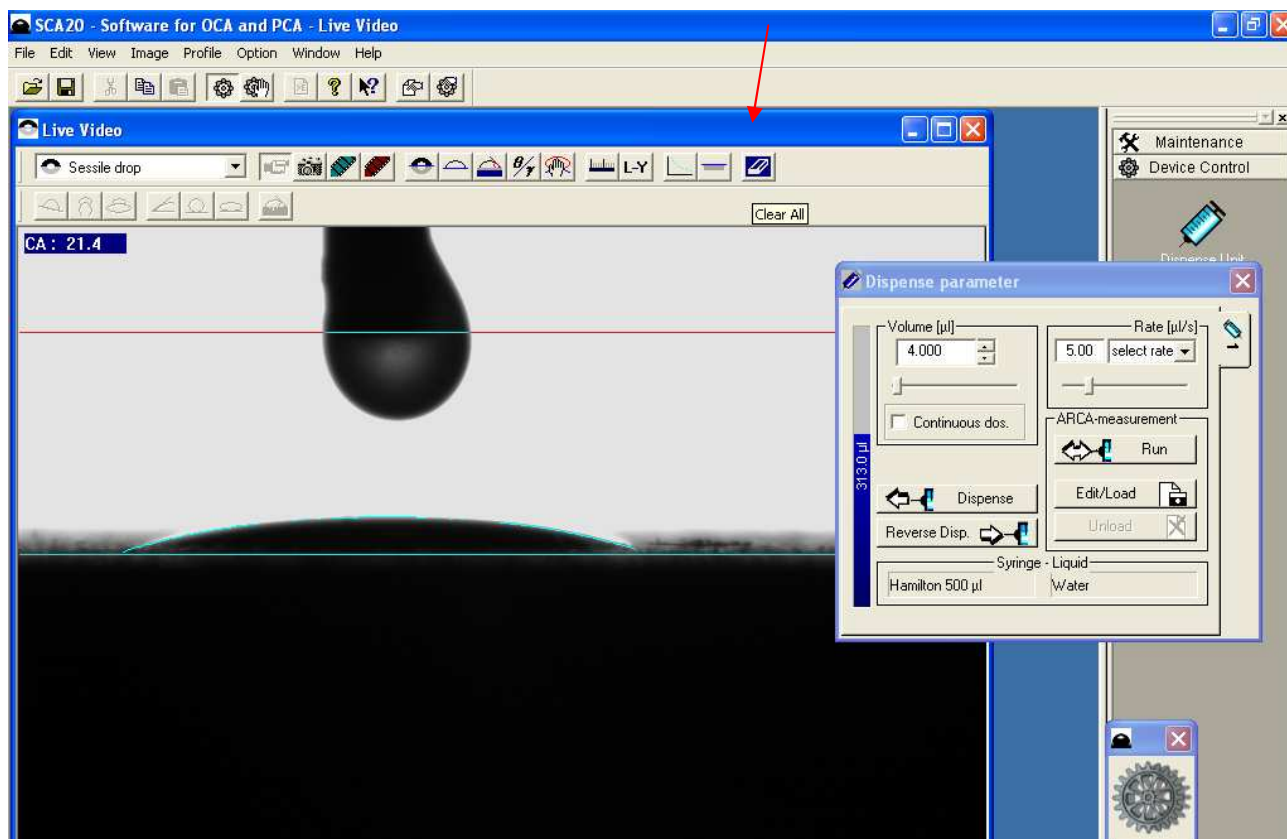 SCA20 - Software for OCA and PCA - Live Video
File Edit View Image Profile Option Window Help
Live Video
Sessile drop
θ/γ
L-Y
Clear All
CA : 21.4
Maintenance
Device Control
Dispense Unit
Dispense parameter
Volume [µl]
4.000
Continuous dos.
Rate [µl/s]
5.00 select rate
313.0 µl
ARCA-measurement
Run
Dispense
Edit/Load
Reverse Disp.
Unload
Syringe - Liquid
Hamilton 500 µl
Water